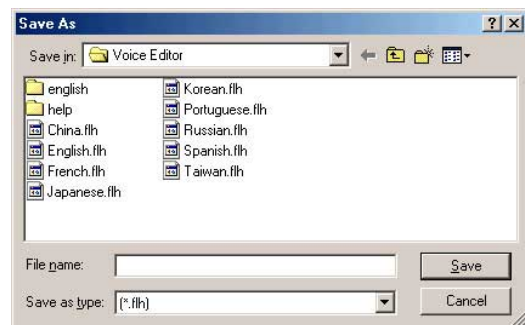 Save As
Save in: Voice Editor
english
help
China.flh
English.flh
French.flh
Japanese.flh
Korean.flh
Portuguese.flh
Russian.flh
Spanish.flh
Taiwan.flh
File name:
Save
Save as type: (*.flh)
Cancel